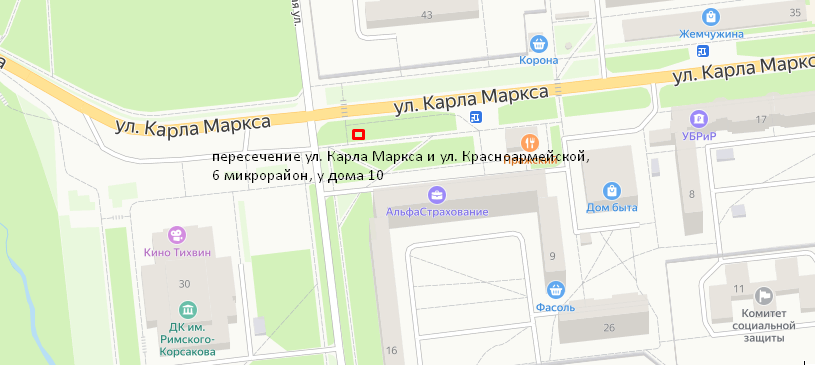 43
35
Жемчужина
Корона
ая ул.
ул. Карла Маркса
ул. Карла Маркса
ул. Карла Маркса
а
17
УБРиР
пересечение ул. Карла Маркса и ул. Красноармейской,
6 микрорайон, у дома 10
АльфаСтрахование
Дом быта
8
Кино Тихвин
9
30
Фасоль
11
ДК им.
Римского-
Корсакова
Комитет
социальной
защиты
26
16